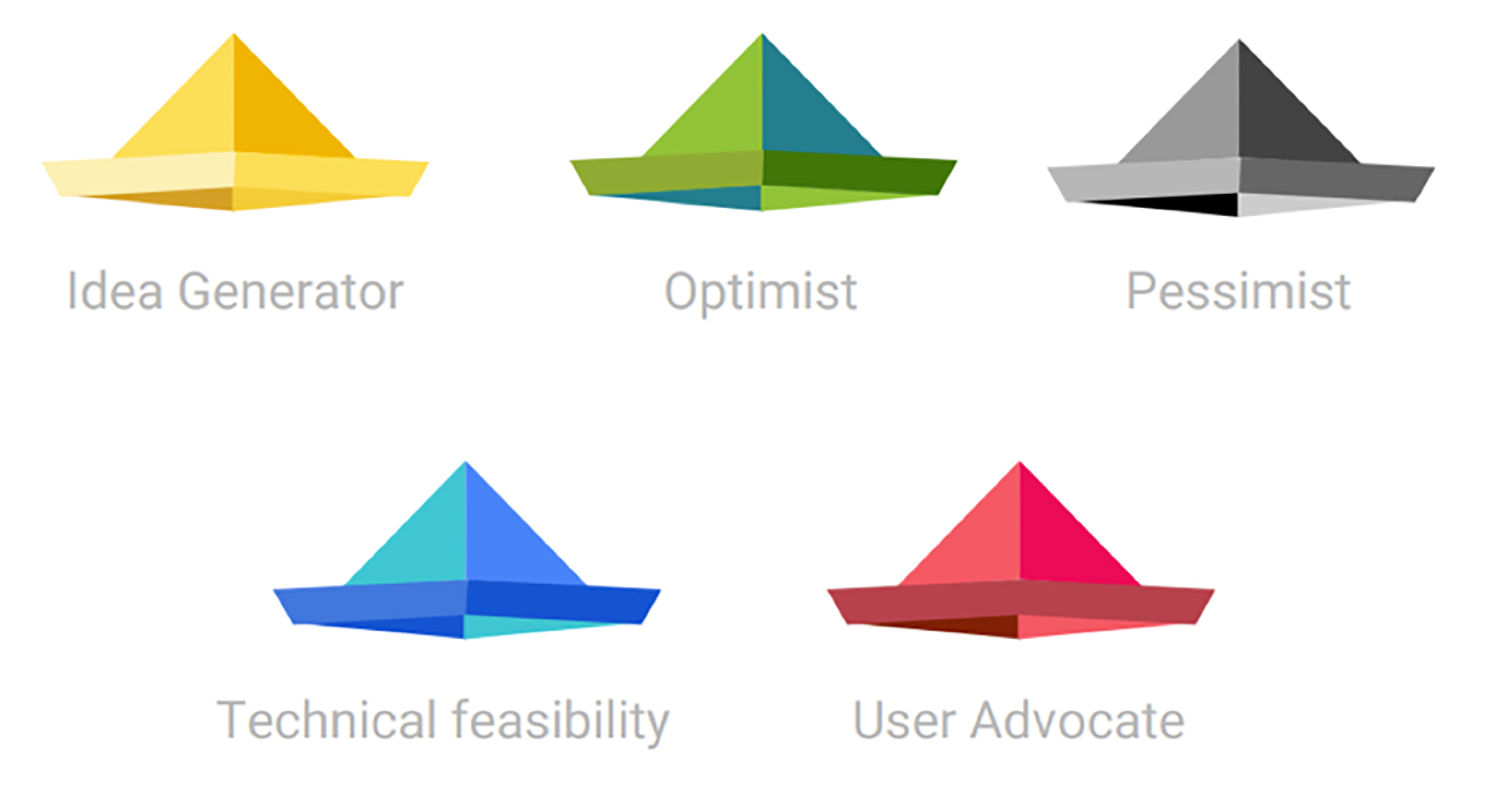 Idea Generator
Optimist
Pessimist
Technical feasibility
User Advocate